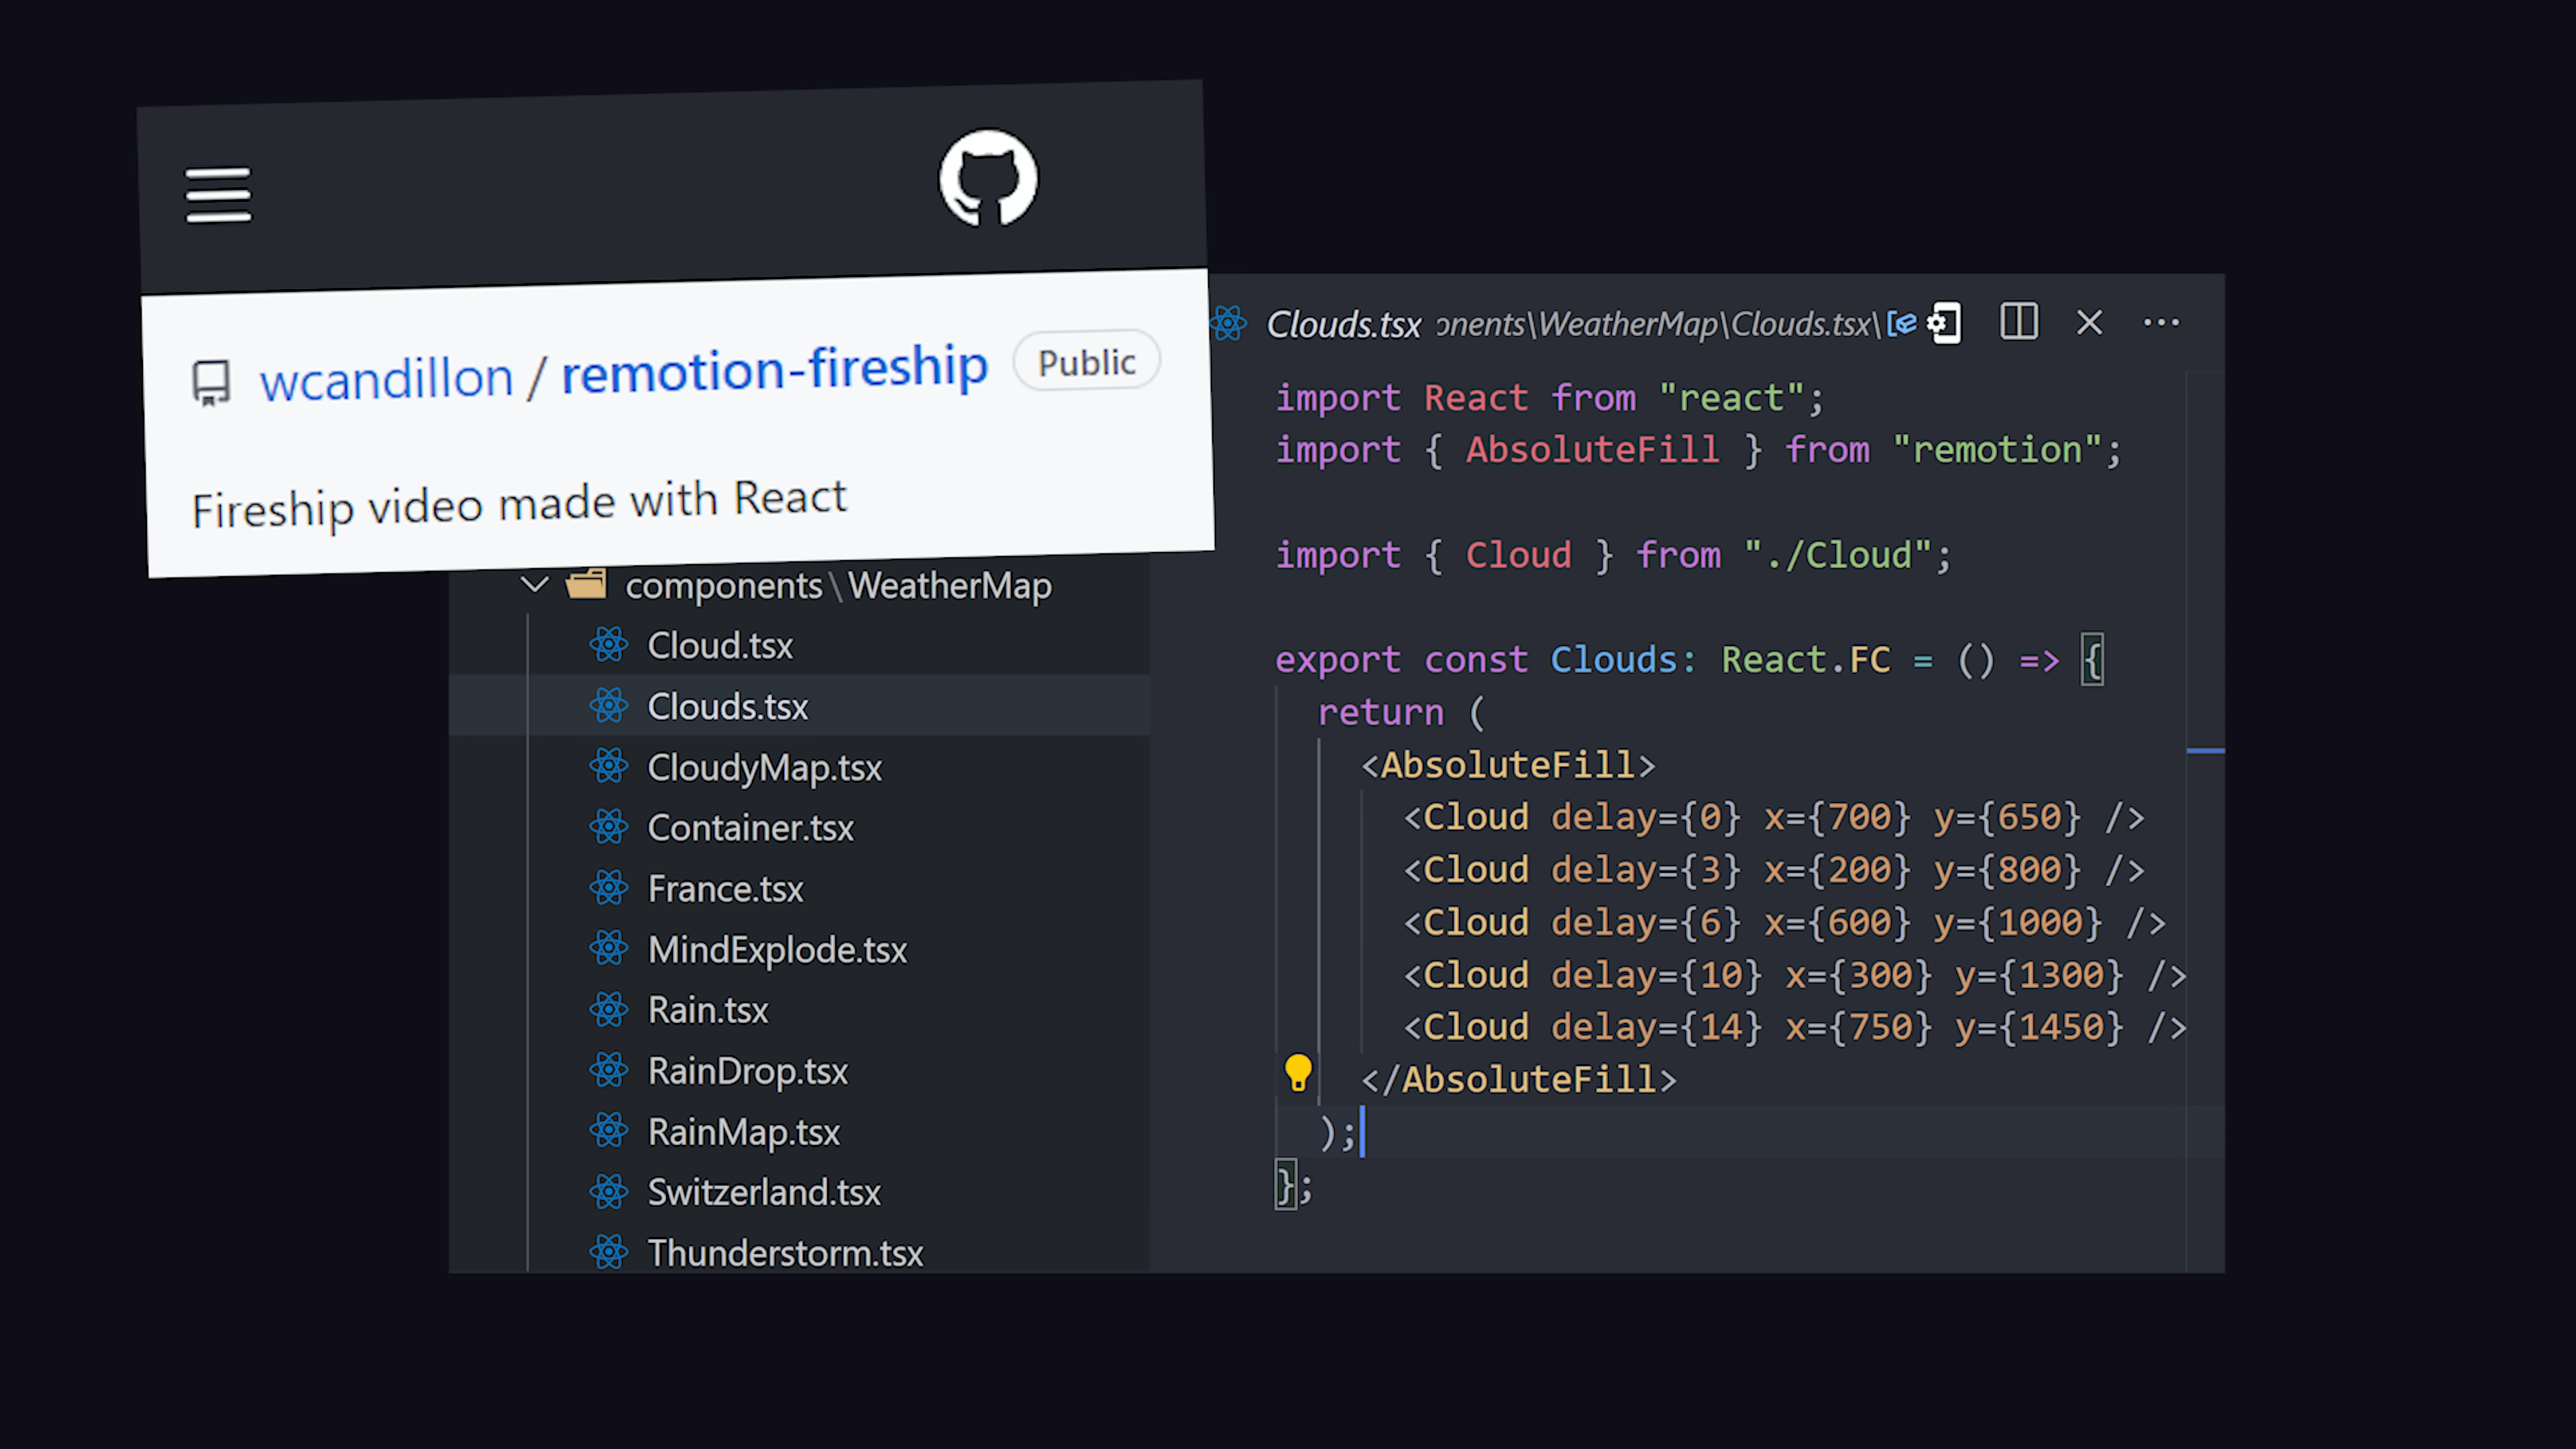 wcandillon / remotion-fireship Public
Fireship video made with React
components\WeatherMap
Cloud.tsx
Clouds.tsx
CloudyMap.tsx
Container.tsx
France.tsx
MindExplode.tsx
Rain.tsx
RainDrop.tsx
RainMap.tsx
Switzerland.tsx
Thunderstorm.tsx
Clouds.tsx onents\WeatherMap\Clouds.tsx\
import React from "react";
import { AbsoluteFill } from "remotion";
import { Cloud } from "./Cloud";
export const Clouds: React.FC = () => {
return (
<AbsoluteFill>
<Cloud delay={0} x={700} y={650} />
<Cloud delay={3} x={200} y={800} />
<Cloud delay={6} x={600} y={1000} />
<Cloud delay={10} x={300} y={1300} />
<Cloud delay={14} x={750} y={1450} />
</AbsoluteFill>
);
};